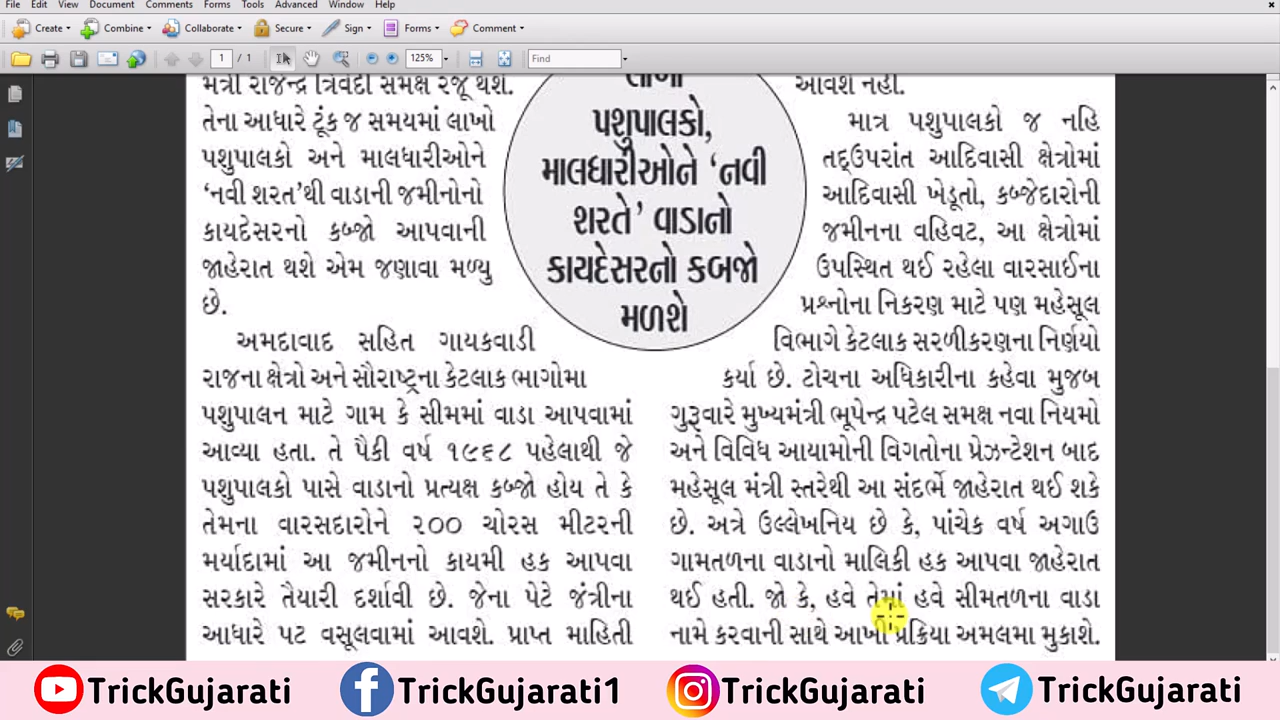 File Edit View Document Comments Forms Tools Advanced Window Help
Create Combine Collaborate Secure Sign Forms Comment
1 / 1 125% Find
મંત્રી રાજેન્દ્ર ત્રિવેદી સમક્ષ રજૂ થશે.
તેના આધારે ટૂંક જ સમયમાં લાખો
પશુપાલકો અને માલધારીઓને
‘નવી શરત’થી વાડાની જમીનોનો
કાયદેસરનો કબ્જો આપવાની
જાહેરાત થશે એમ જણાવા મળ્યુ
છે.
અમદાવાદ સહિત ગાયકવાડી
રાજના ક્ષેત્રો અને સૌરાષ્ટ્રના કેટલાક ભાગોમા
પશુપાલન માટે ગામ કે સીમમાં વાડા આપવામાં
આવ્યા હતા. તે પૈકી વર્ષ ૧૯૬૮ પહેલાથી જે
પશુપાલકો પાસે વાડાનો પ્રત્યક્ષ કબ્જો હોય તે કે
તેમના વારસદારોને ૨૦૦ ચોરસ મીટરની
મર્યાદામાં આ જમીનનો કાયમી હક આપવા
સરકારે તૈયારી દર્શાવી છે. જેના પેટે જંત્રીના
આધારે પટ વસૂલવામાં આવશે. પ્રાપ્ત માહિતી
લાખો
પશુપાલકો,
માલધારીઓને ‘નવી
શરતે’ વાડાનો
કાયદેસરનો કબજો
મળશે
આવશે નહી.
માત્ર પશુપાલકો જ નહિ
તદ્ઉપરાંત આદિવાસી ક્ષેત્રોમાં
આદિવાસી ખેડૂતો, કબ્જેદારોની
જમીનના વહિવટ, આ ક્ષેત્રોમાં
ઉપસ્થિત થઈ રહેલા વારસાઈના
પ્રશ્નોના નિકરણ માટે પણ મહેસૂલ
વિભાગે કેટલાક સરળીકરણના નિર્ણયો
કર્યા છે. ટોચના અધિકારીના કહેવા મુજબ
ગુરૂવારે મુખ્યમંત્રી ભૂપેન્દ્ર પટેલ સમક્ષ નવા નિયમો
અને વિવિધ આયામોની વિગતોના પ્રેઝન્ટેશન બાદ
મહેસૂલ મંત્રી સ્તરેથી આ સંદર્ભે જાહેરાત થઈ શકે
છે. અત્રે ઉલ્લેખનિય છે કે, પાંચેક વર્ષ અગાઉ
ગામતળના વાડાનો માલિકી હક આપવા જાહેરાત
થઈ હતી. જો કે, હવે તેમાં હવે સીમતળના વાડા
નામે કરવાની સાથે આખી પ્રક્રિયા અમલમા મુકાશે.
TrickGujarati TrickGujarati1 TrickGujarati TrickGujarati